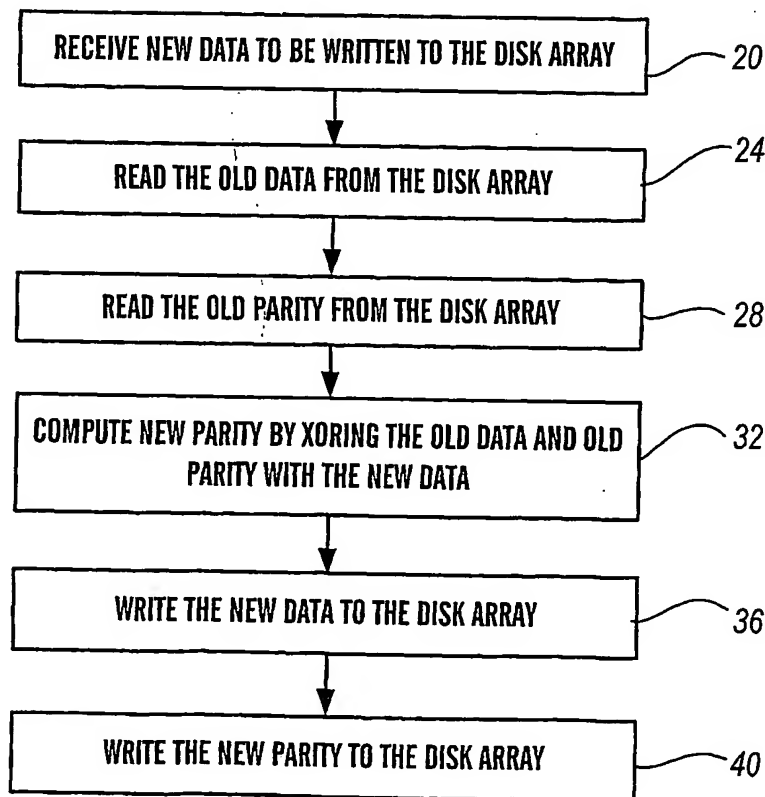 RECEIVE NEW DATA TO BE WRITTEN TO THE DISK ARRAY
20
24
READ THE OLD DATA FROM THE DISK ARRAY
READ THE OLD PARITY FROM THE DISK ARRAY
28
COMPUTE NEW PARITY BY XORING THE OLD DATA AND OLD
PARITY WITH THE NEW DATA
32
WRITE THE NEW DATA TO THE DISK ARRAY
36
WRITE THE NEW PARITY TO THE DISK ARRAY
40